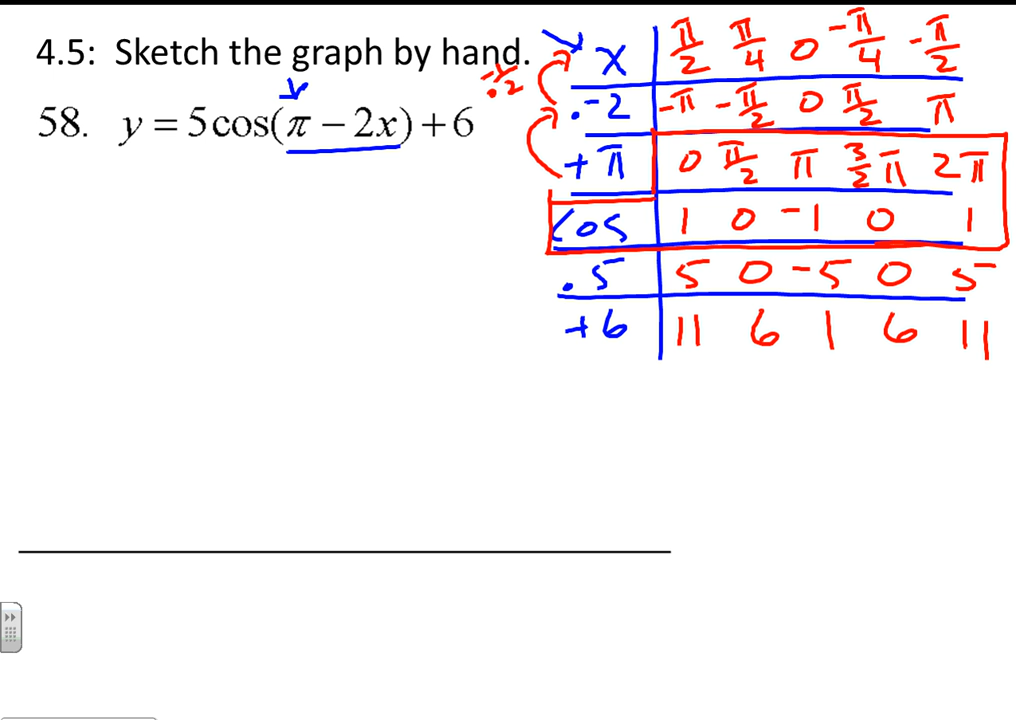 4.5: Sketch the graph by hand.
58. y = 5cos(π − 2x) + 6
÷-2
x | π/2 π/4 0 -π/4 -π/2
·-2 | -π -π/2 0 π/2 π
+π | 0 π/2 π 3/2π 2π
cos | 1 0 -1 0 1
·5 | 5 0 -5 0 5
+6 | 11 6 1 6 11